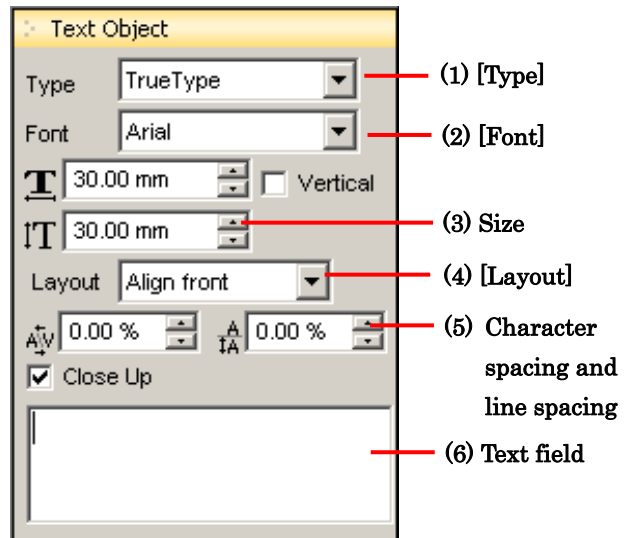 Text Object
Type TrueType (1) [Type]
Font Arial (2) [Font]
T 30.00 mm Vertical
T 30.00 mm (3) Size
Layout Align front (4) [Layout]
AV 0.00 % A A 0.00 % (5) Character
spacing and
Close Up
line spacing
(6) Text field